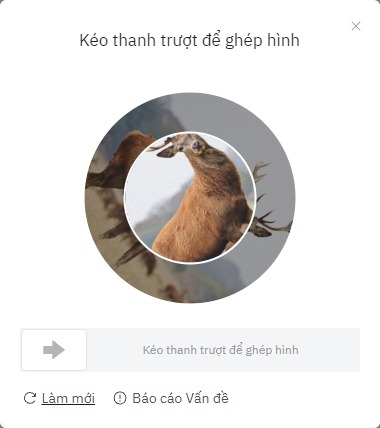 Kéo thanh trượt để ghép hình
Kéo thanh trượt để ghép hình
Làm mới
Báo cáo Vấn đề